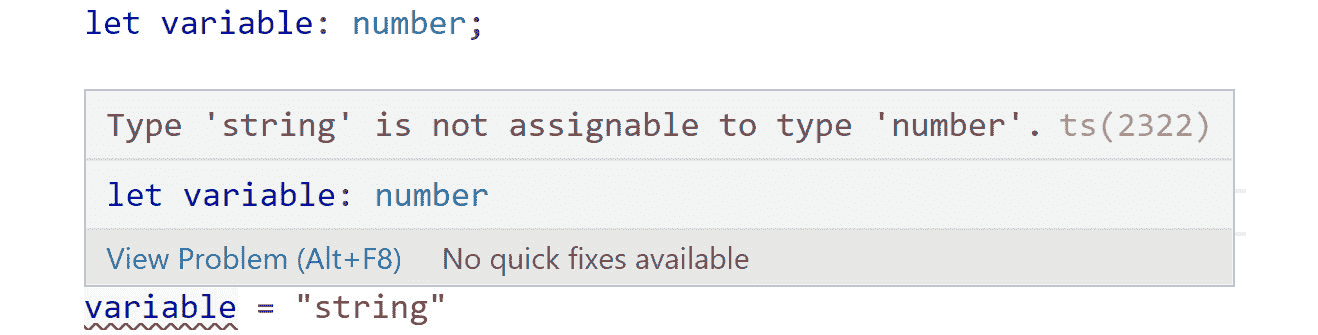 let variable: number;
Type 'string' is not assignable to type 'number'. ts(2322)
let variable: number
View Problem (Alt+F8) No quick fixes available
variable = "string"